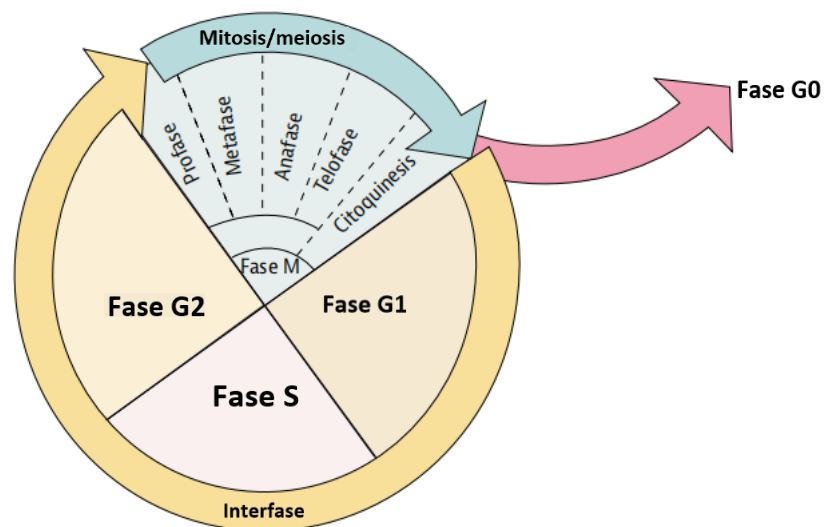 Mitosis/meiosis
Fase G0
Profase
Metafase
Anafase
Telofase
Citoquinesis
Fase M
Fase G2
Fase G1
Fase S
Interfase